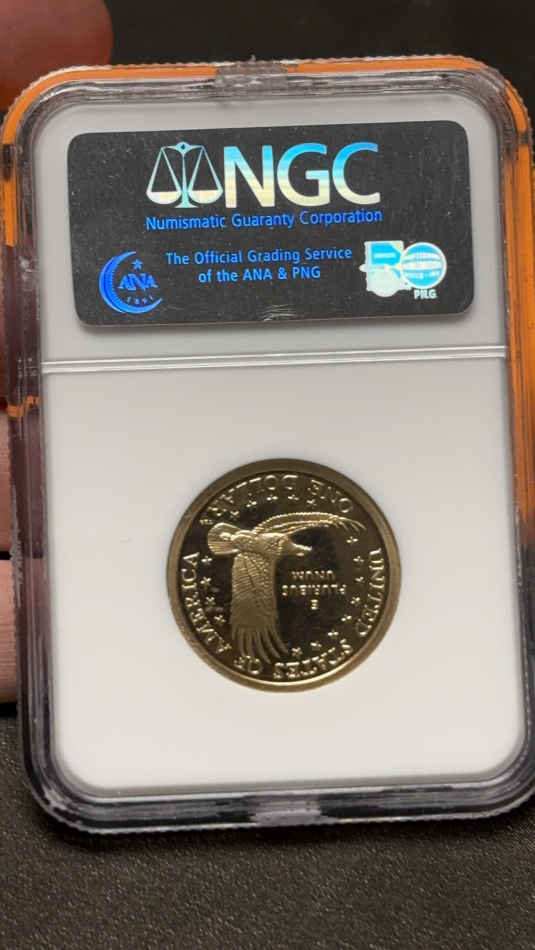 NGC
Numismatic Guaranty Corporation
The Official Grading Service
of the ANA & PNG
ANA
1891
P.N.G.
UNITED STATES OF AMERICA
E
PLURIBUS
UNUM
ONE DOLLAR